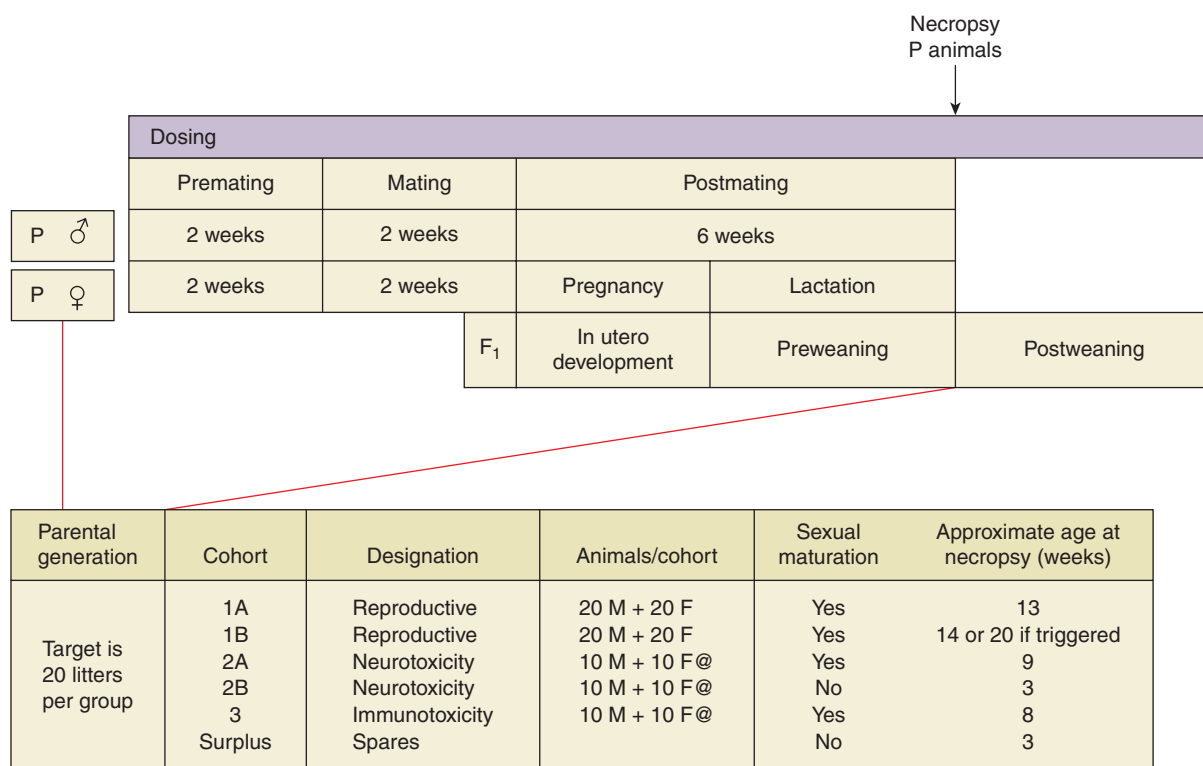 Necropsy
P animals
Dosing
Premating Mating Postmating
P ♂ 2 weeks 2 weeks 6 weeks
P ♀ 2 weeks 2 weeks Pregnancy Lactation
F1 In utero
development Preweaning Postweaning
Parental
generation Cohort Designation Animals/cohort Sexual
maturation Approximate age at
necropsy (weeks)
Target is
20 litters
per group
1A Reproductive 20 M + 20 F Yes 13
1B Reproductive 20 M + 20 F Yes 14 or 20 if triggered
2A Neurotoxicity 10 M + 10 F@ Yes 9
2B Neurotoxicity 10 M + 10 F@ No 3
3 Immunotoxicity 10 M + 10 F@ Yes 8
Surplus Spares No 3